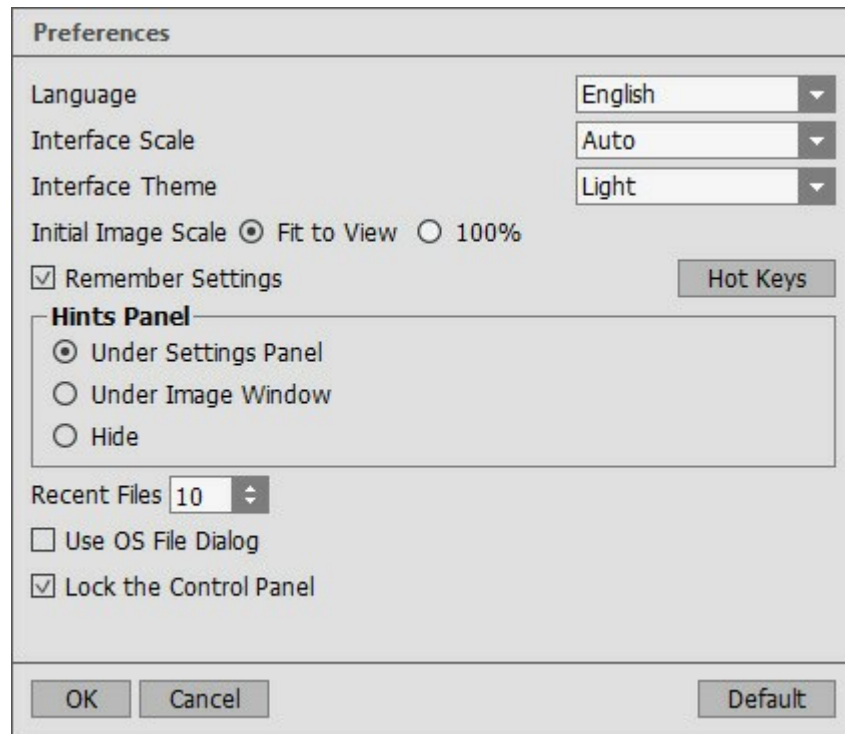 Preferences
Language English
Interface Scale Auto
Interface Theme Light
Initial Image Scale Fit to View 100%
Remember Settings Hot Keys
Hints Panel
Under Settings Panel
Under Image Window
Hide
Recent Files 10
Use OS File Dialog
Lock the Control Panel
OK Cancel Default